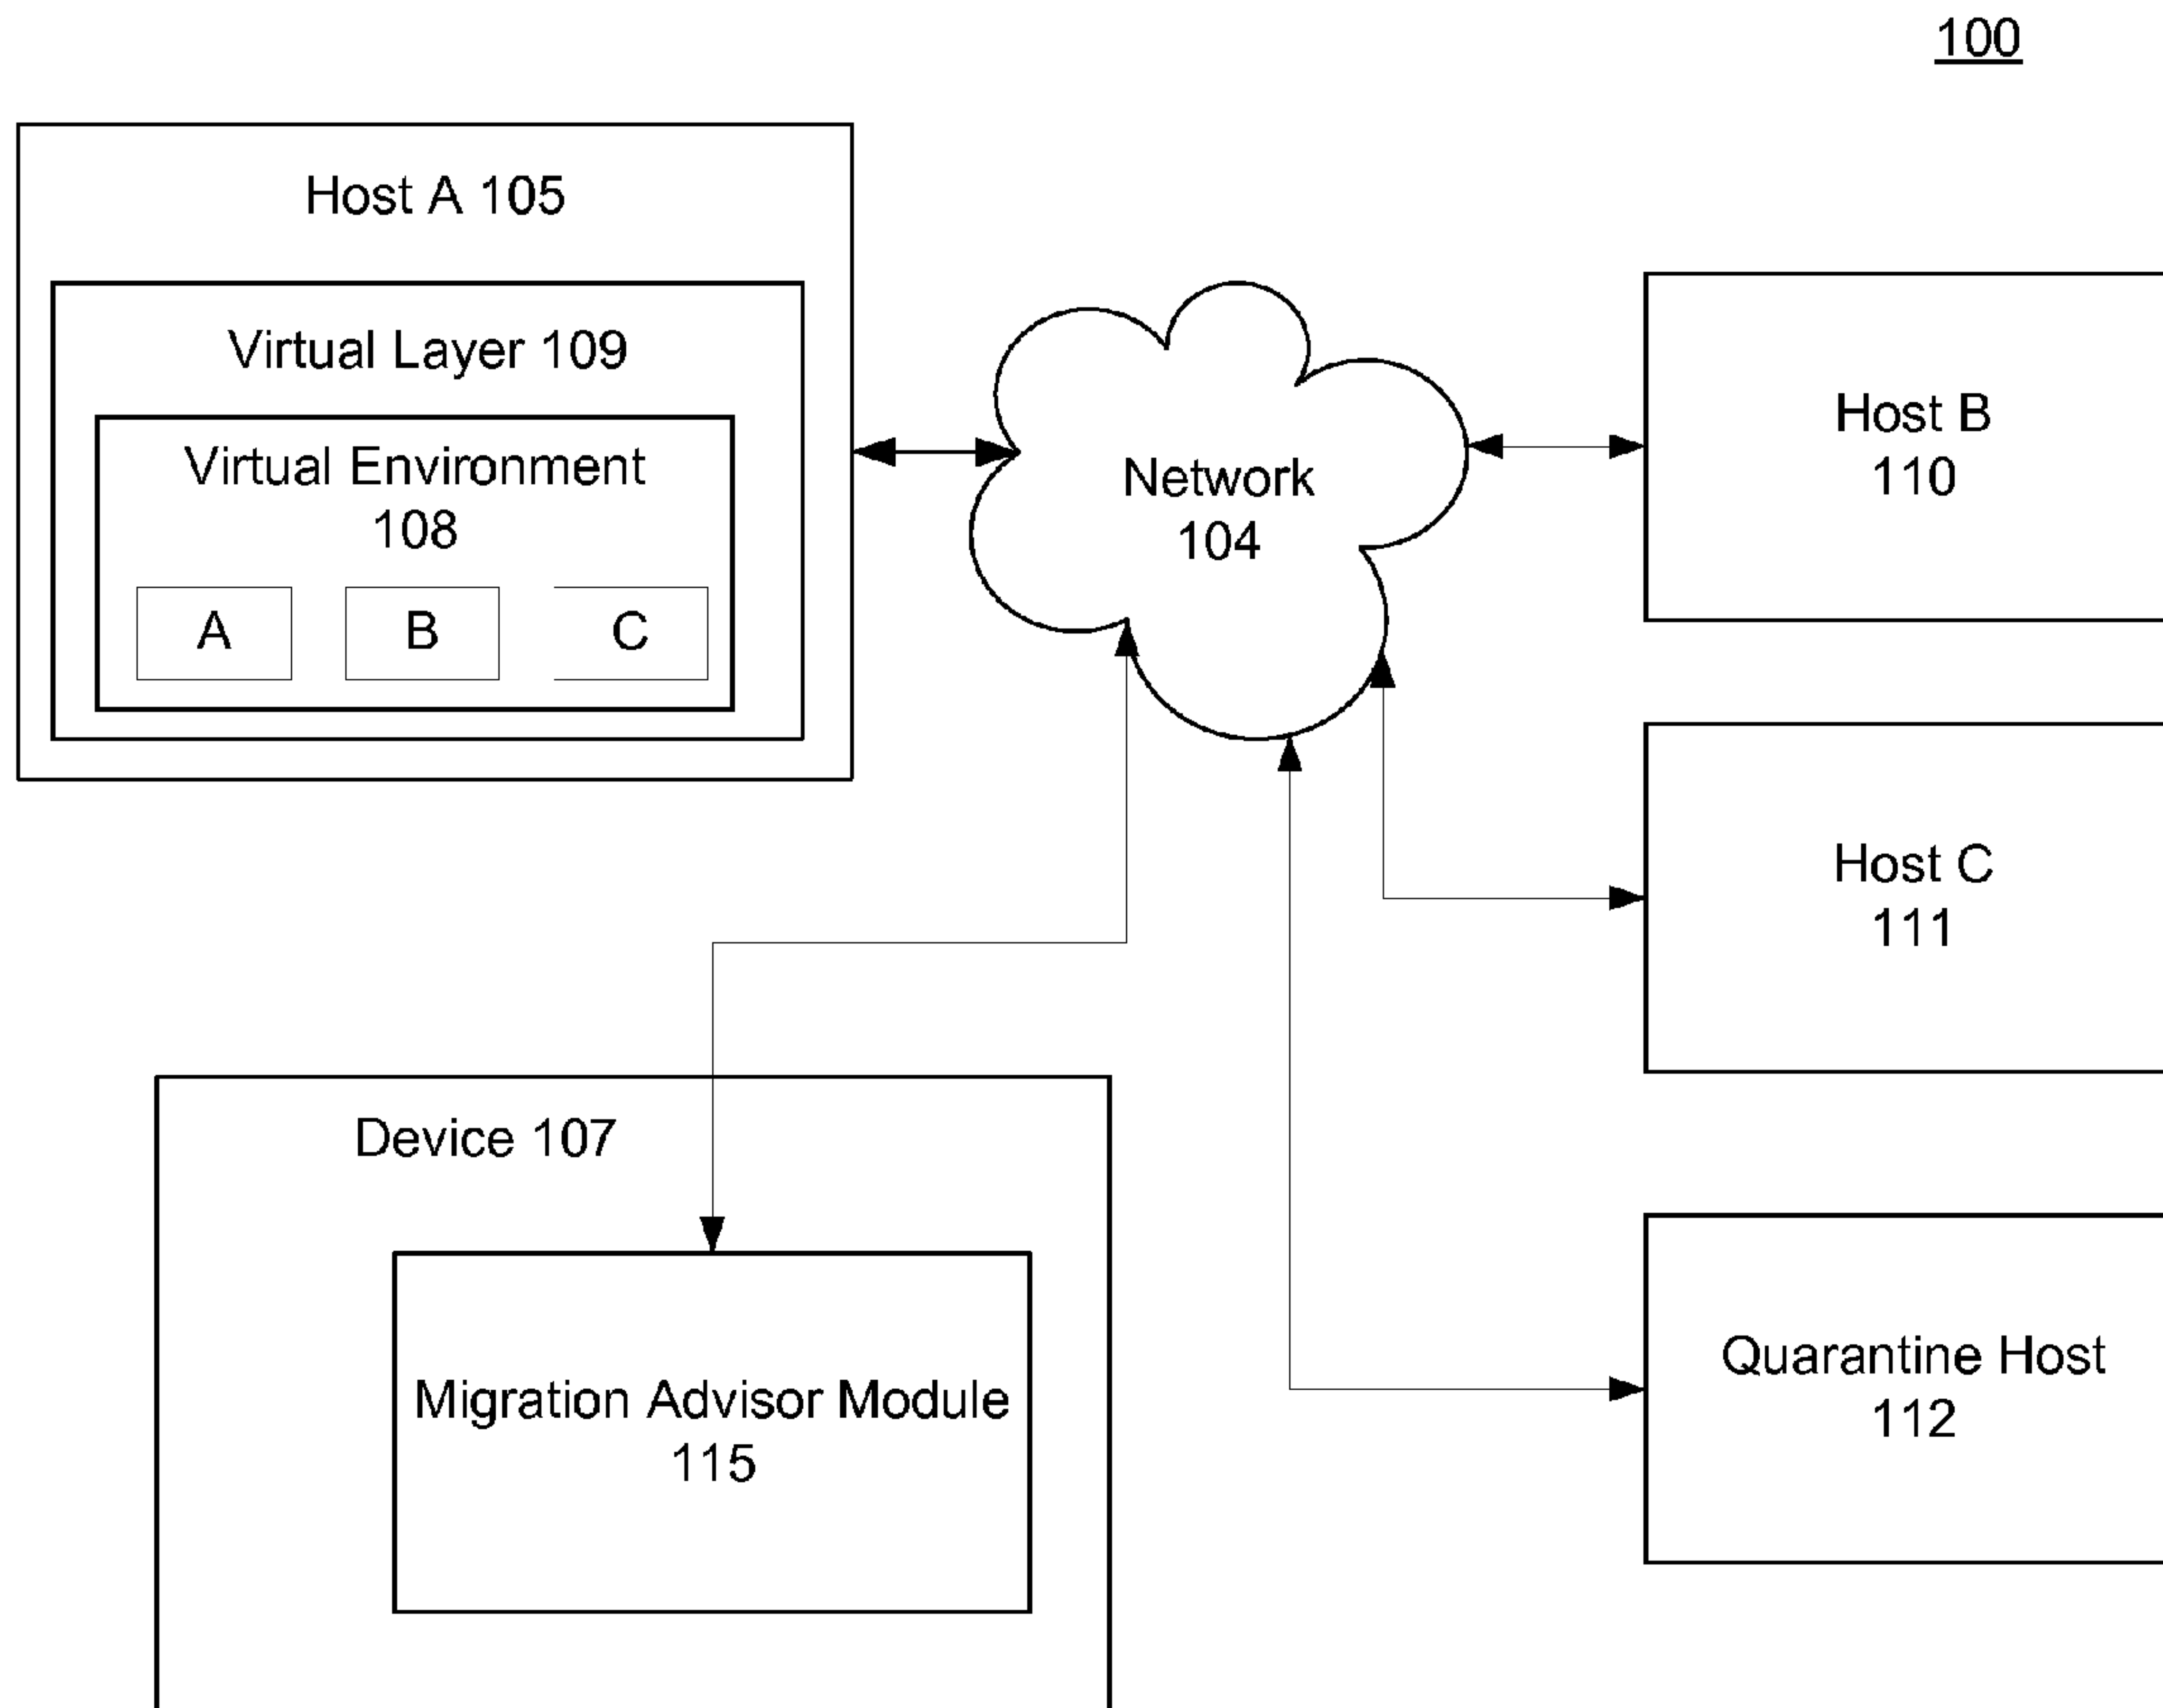 100
Host A 105
Virtual Layer 109
Virtual Environment
108
A
B
C
Network
104
Host B
110
Host C
111
Device 107
Migration Advisor Module
115
Quarantine Host
112